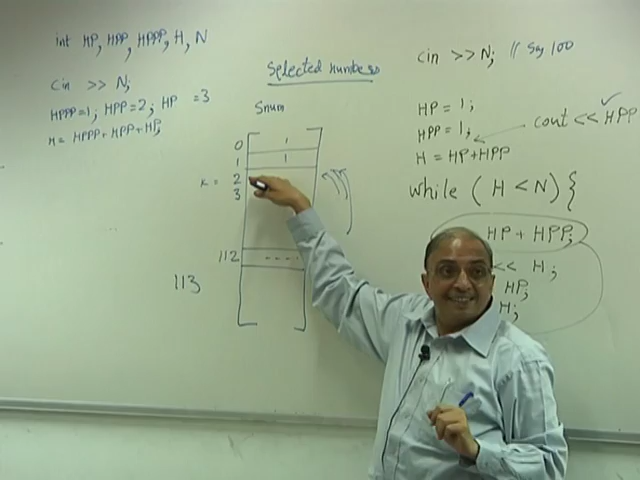 int HP, HPP, HPPP, H, N
cin >> N;
HPPP=1; HPP=2; HP =3
H= HPPP+HPP+HP;
Selected numbers
Snum
0 1
1 1
K = 2
3
112 ----
113
cin >> N; // Say 100
HP = 1;
HPP = 1;
cout << HPP
H = HP+HPP
while (H < N) {
HP + HPP;
<< H;
HP;
H;